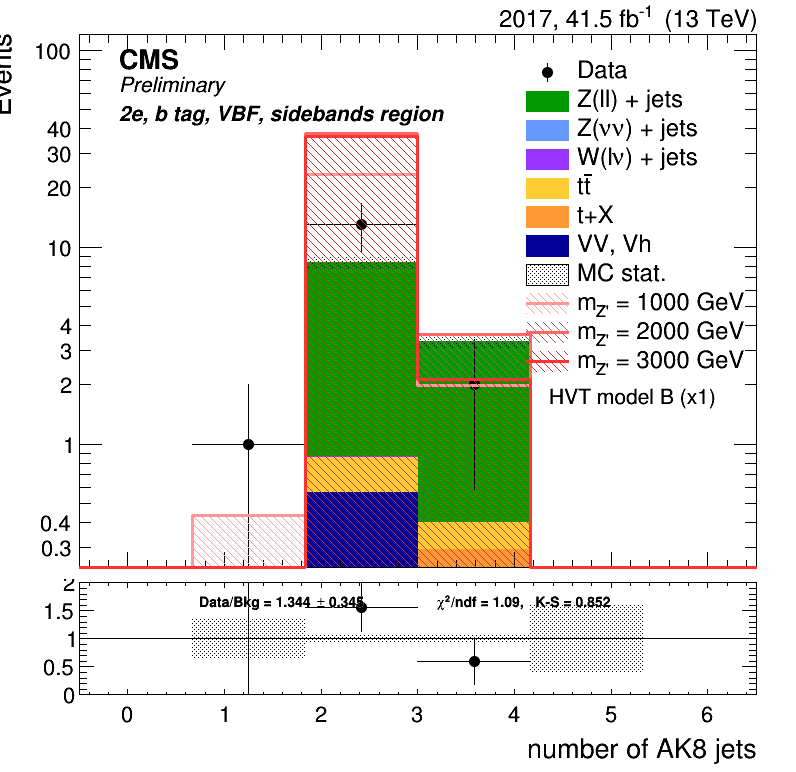 2017, 41.5 fb⁻¹ (13 TeV)
Events
CMS
Preliminary
2e, b tag, VBF, sidebands region
Data
Z(ll) + jets
Z(νν) + jets
W(lν) + jets
tt̄
t+X
VV, Vh
MC stat.
m_Z' = 1000 GeV
m_Z' = 2000 GeV
m_Z' = 3000 GeV
HVT model B (x1)
100
40
30
20
10
4
3
2
1
0.4
0.3
Data/Bkg = 1.344 ± 0.345
χ²/ndf = 1.09, K-S = 0.852
2
1.5
1
0.5
0
0 1 2 3 4 5 6
number of AK8 jets